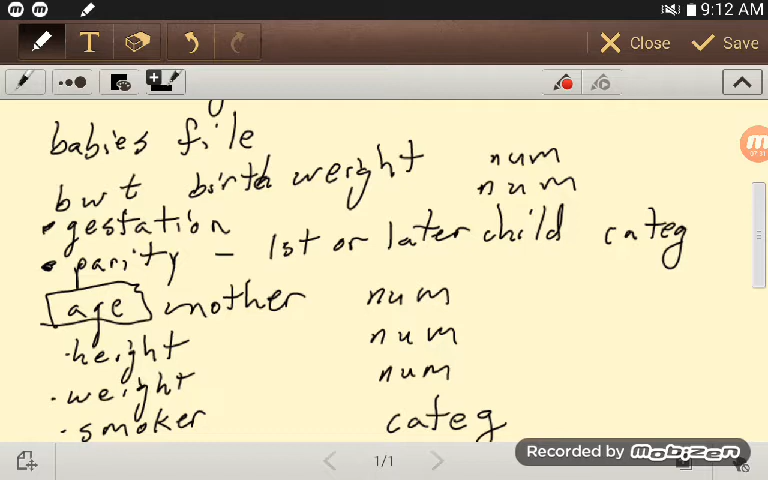 9:12 AM
T
Close
Save
babies file
bwt birth weight num
gestation num
parity - 1st or later child categ
age mother num
height num
weight num
smoker categ
1/1
Recorded by
mobizen